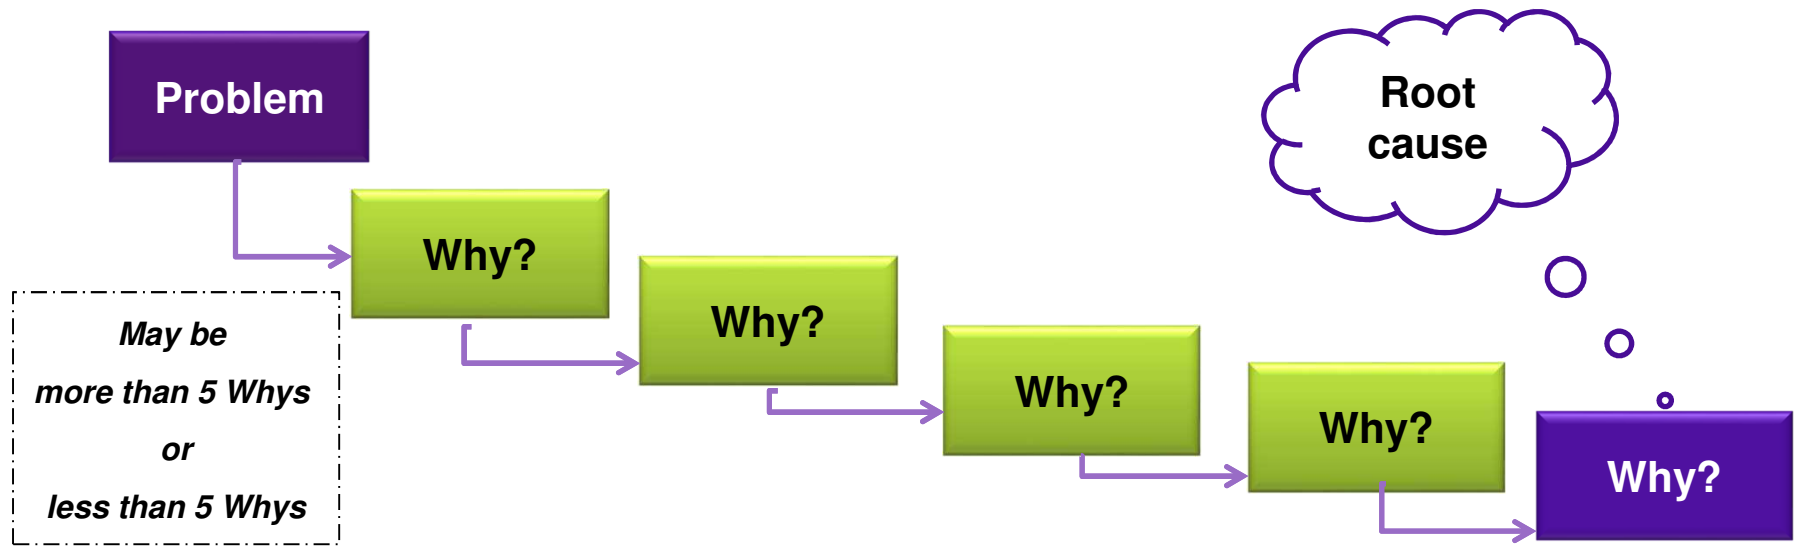 Problem
Why?
Why?
Why?
Why?
Why?
Root
cause
May be
more than 5 Whys
or
less than 5 Whys